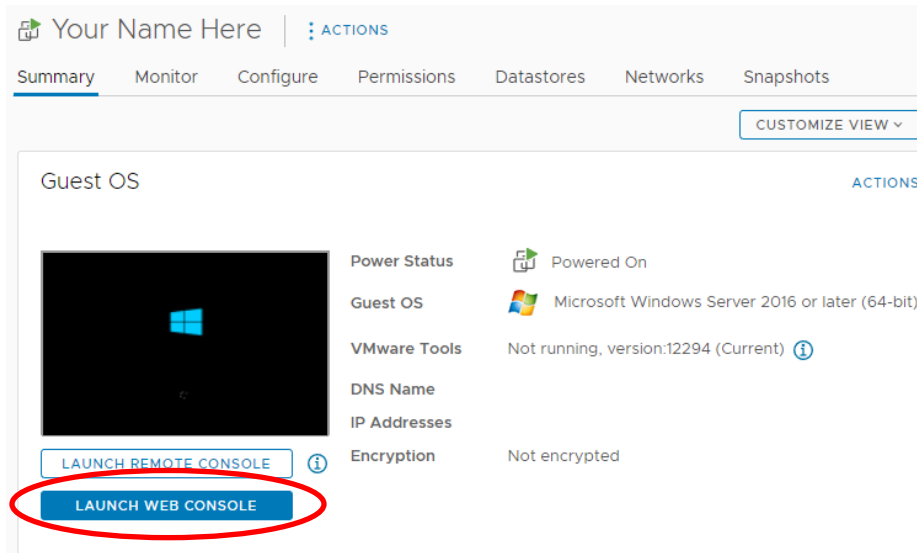 Your Name Here ACTIONS
Summary Monitor Configure Permissions Datastores Networks Snapshots
CUSTOMIZE VIEW
Guest OS ACTIONS
Power Status Powered On
Guest OS Microsoft Windows Server 2016 or later (64-bit)
VMware Tools Not running, version:12294 (Current)
DNS Name
IP Addresses
Encryption Not encrypted
LAUNCH REMOTE CONSOLE
LAUNCH WEB CONSOLE